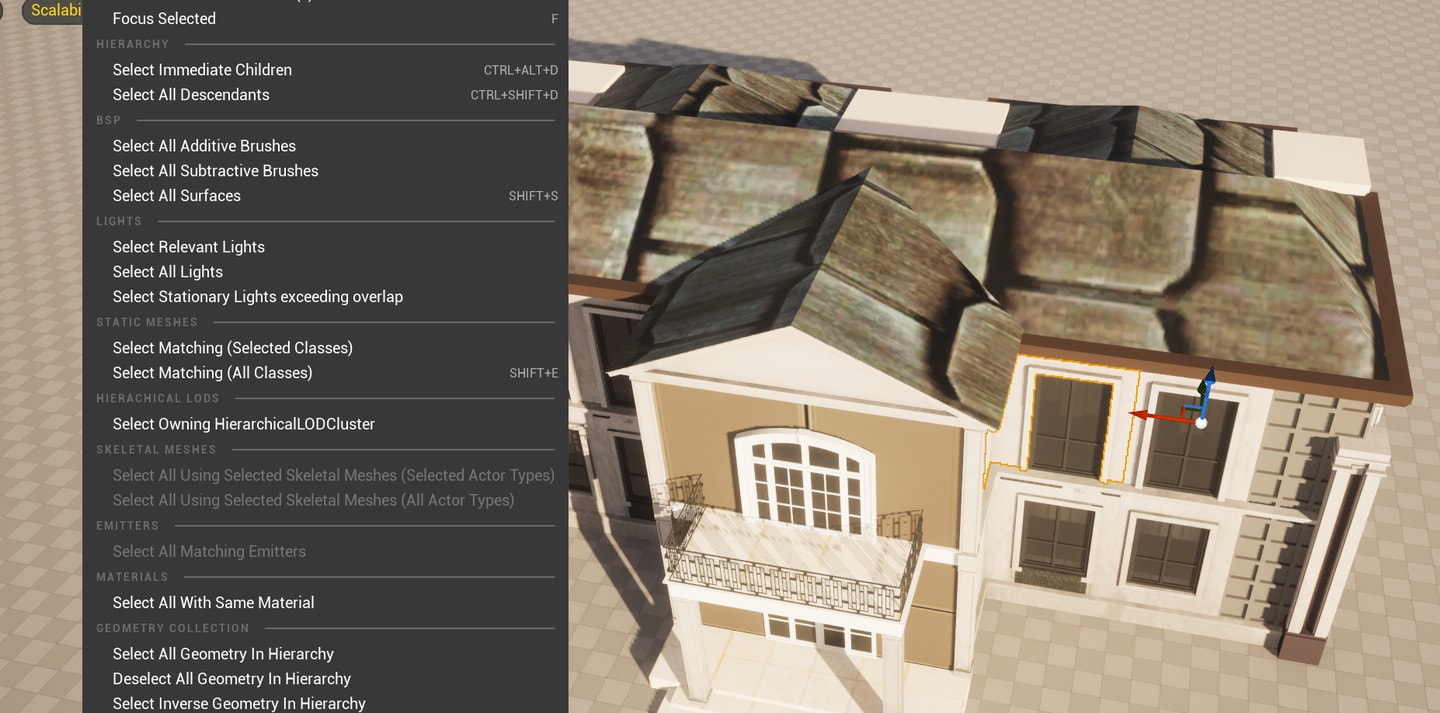 Scalabi
Focus Selected F
HIERARCHY
Select Immediate Children CTRL+ALT+D
Select All Descendants CTRL+SHIFT+D
BSP
Select All Additive Brushes
Select All Subtractive Brushes
Select All Surfaces SHIFT+S
LIGHTS
Select Relevant Lights
Select All Lights
Select Stationary Lights exceeding overlap
STATIC MESHES
Select Matching (Selected Classes)
Select Matching (All Classes) SHIFT+E
HIERACHICAL LODS
Select Owning HierarchicalLODCluster
SKELETAL MESHES
Select All Using Selected Skeletal Meshes (Selected Actor Types)
Select All Using Selected Skeletal Meshes (All Actor Types)
EMITTERS
Select All Matching Emitters
MATERIALS
Select All With Same Material
GEOMETRY COLLECTION
Select All Geometry In Hierarchy
Deselect All Geometry In Hierarchy
Select Inverse Geometry In Hierarchy